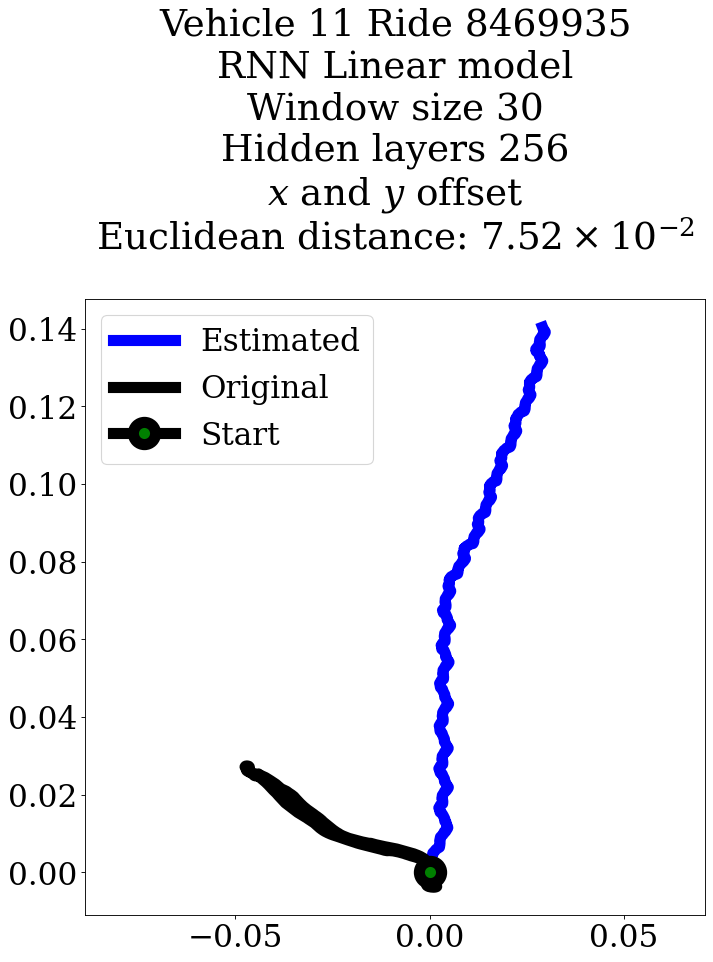 Vehicle 11 Ride 8469935
RNN Linear model
Window size 30
Hidden layers 256
x and y offset
Euclidean distance: 7.52 × 10⁻²
Estimated
Original
Start
0.14
0.12
0.10
0.08
0.06
0.04
0.02
0.00
−0.05 0.00 0.05